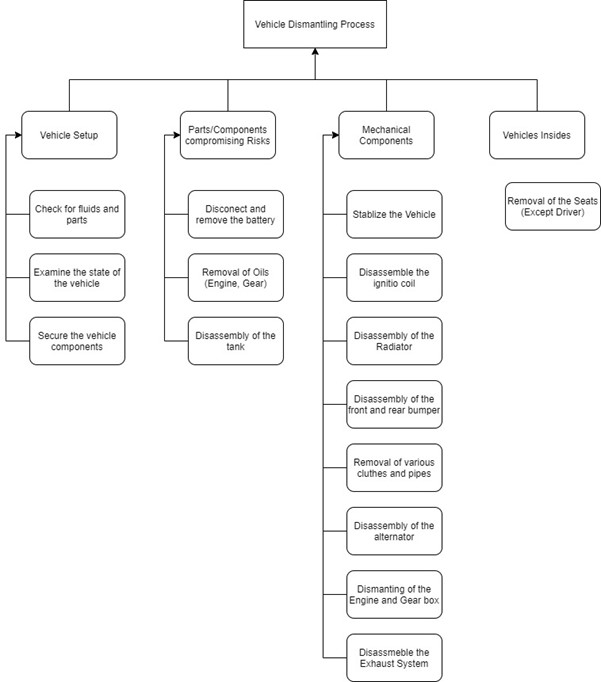 Vehicle Dismantling Process
Vehicle Setup
Parts/Components
compromising Risks
Mechanical
Components
Vehicles Insides
Check for fluids and
parts
Examine the state of
the vehicle
Secure the vehicle
components
Disconect and
remove the battery
Removal of Oils
(Engine, Gear)
Disassembly of the
tank
Stablize the Vehicle
Disassemble the
ignitio coil
Disassembly of the
Radiator
Disassembly of the
front and rear bumper
Removal of various
cluthes and pipes
Disassembly of the
alternator
Dismanting of the
Engine and Gear box
Disassmeble the
Exhaust System
Removal of the Seats
(Except Driver)